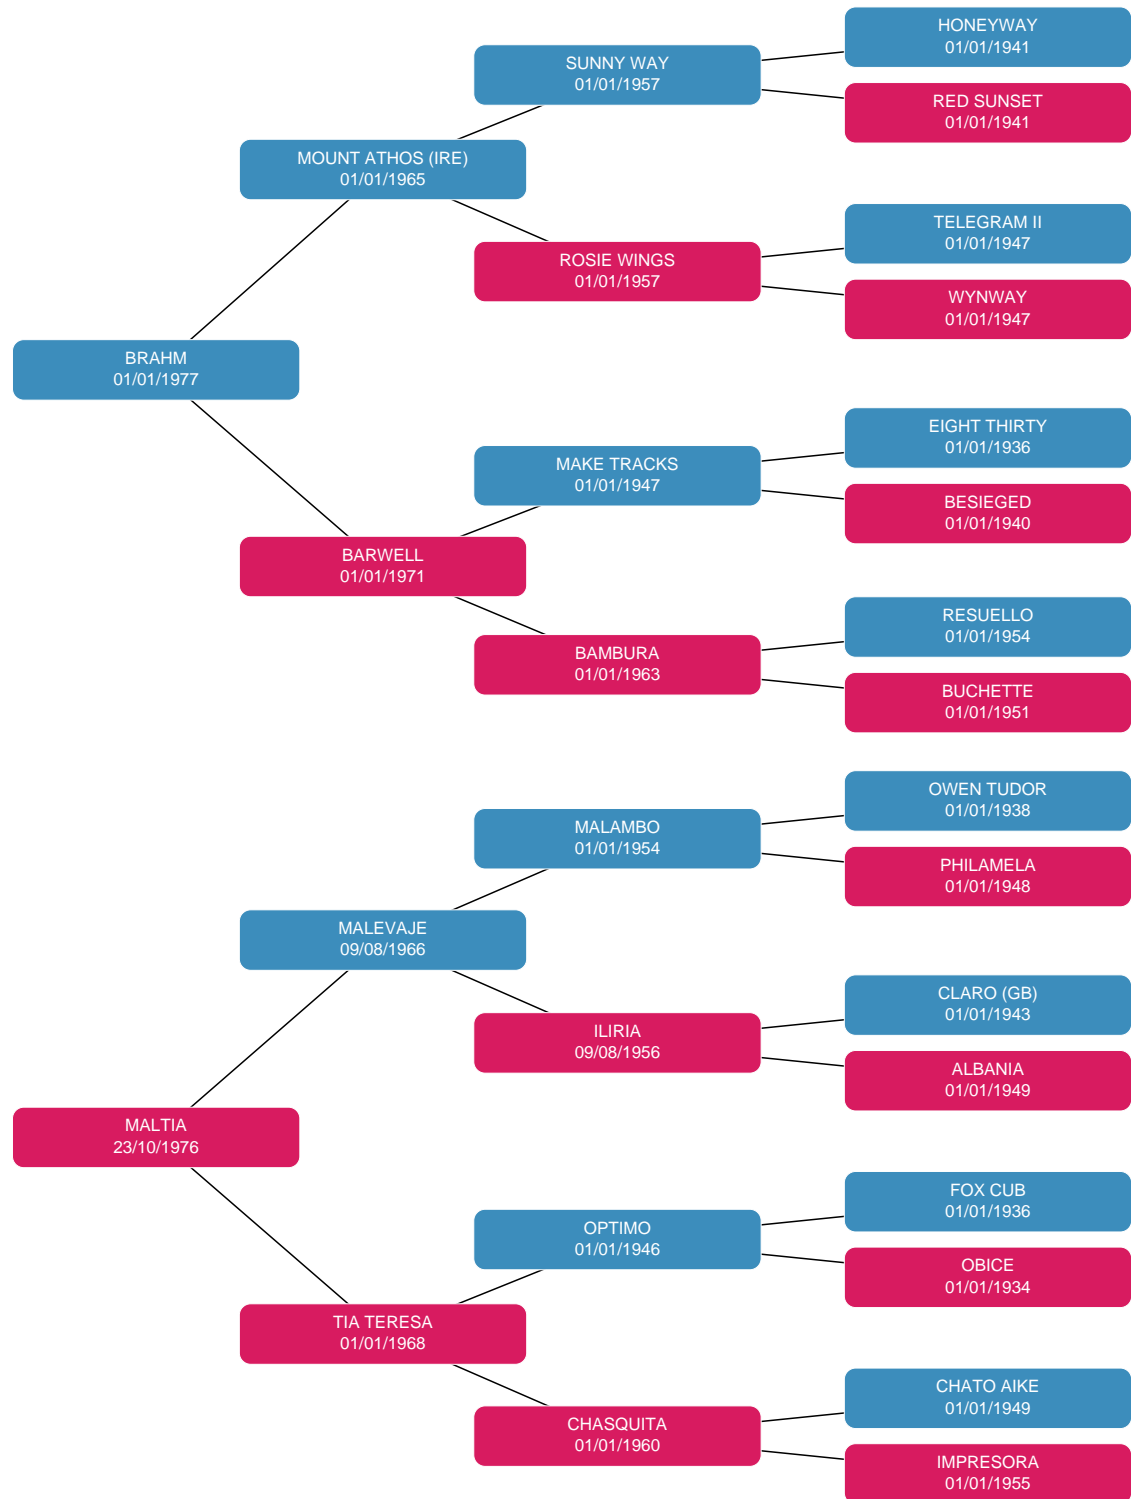 HONEYWAY
01/01/1941
SUNNY WAY
01/01/1957
RED SUNSET
01/01/1941
MOUNT ATHOS (IRE)
01/01/1965
TELEGRAM II
01/01/1947
ROSIE WINGS
01/01/1957
WYNWAY
01/01/1947
BRAHM
01/01/1977
EIGHT THIRTY
01/01/1936
MAKE TRACKS
01/01/1947
BESIEGED
01/01/1940
BARWELL
01/01/1971
RESUELLO
01/01/1954
BAMBURA
01/01/1963
BUCHETTE
01/01/1951
OWEN TUDOR
01/01/1938
MALAMBO
01/01/1954
PHILAMELA
01/01/1948
MALEVAJE
09/08/1966
CLARO (GB)
01/01/1943
ILIRIA
09/08/1956
ALBANIA
01/01/1949
MALTIA
23/10/1976
FOX CUB
01/01/1936
OPTIMO
01/01/1946
OBICE
01/01/1934
TIA TERESA
01/01/1968
CHATO AIKE
01/01/1949
CHASQUITA
01/01/1960
IMPRESORA
01/01/1955